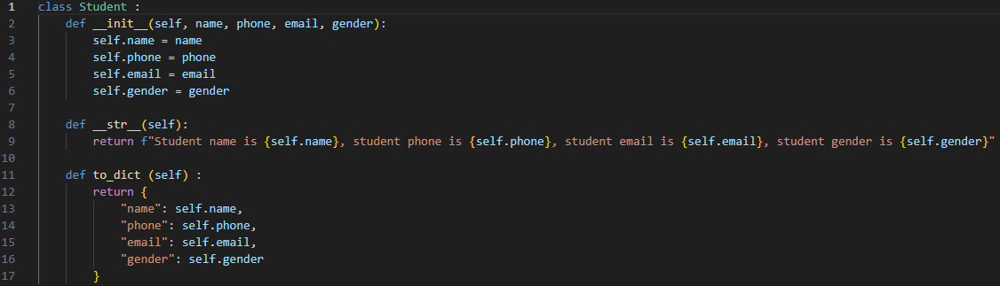 1 class Student :
2     def __init__(self, name, phone, email, gender):
3         self.name = name
4         self.phone = phone
5         self.email = email
6         self.gender = gender
7
8     def __str__(self):
9         return f"Student name is {self.name}, student phone is {self.phone}, student email is {self.email}, student gender is {self.gender}"
10
11     def to_dict (self) :
12         return {
13             "name": self.name,
14             "phone": self.phone,
15             "email": self.email,
16             "gender": self.gender
17         }